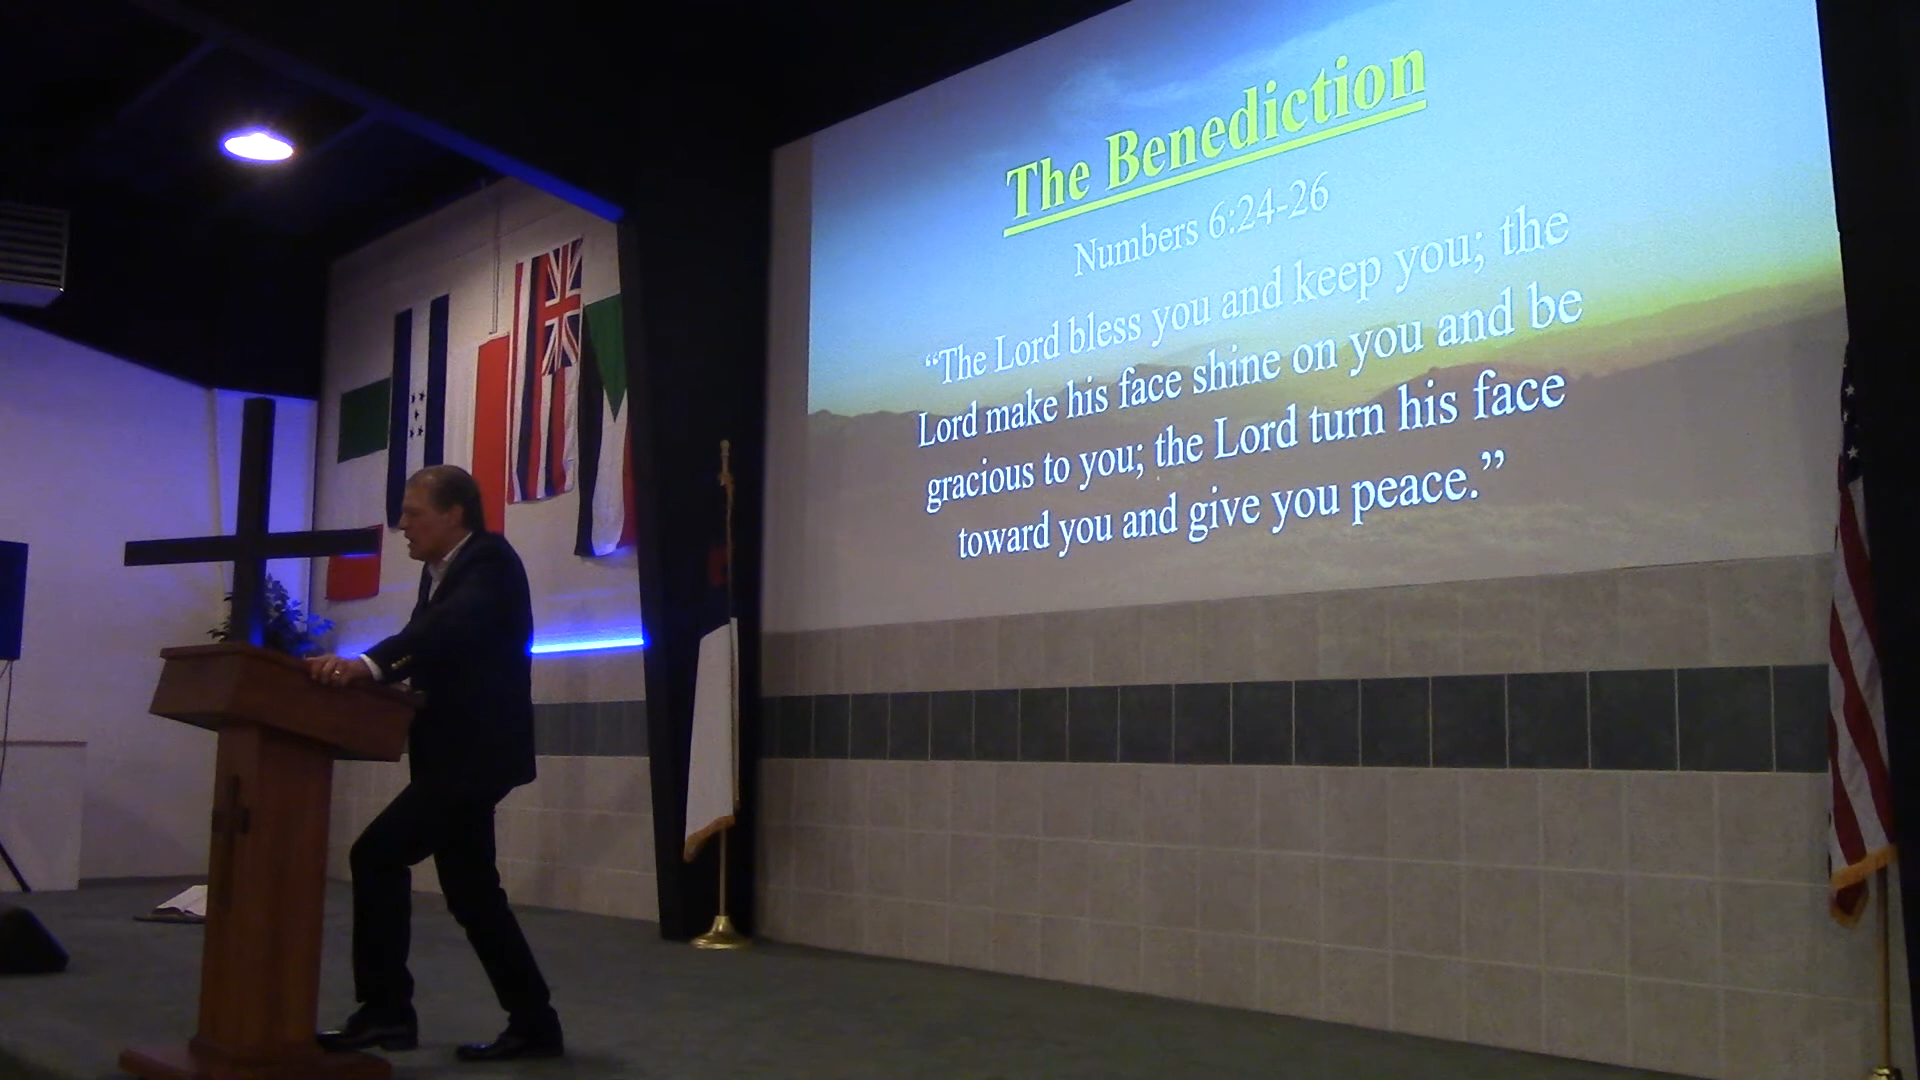 The Benediction
Numbers 6:24-26
“The Lord bless you and keep you; the
Lord make his face shine on you and be
gracious to you; the Lord turn his face
toward you and give you peace.”